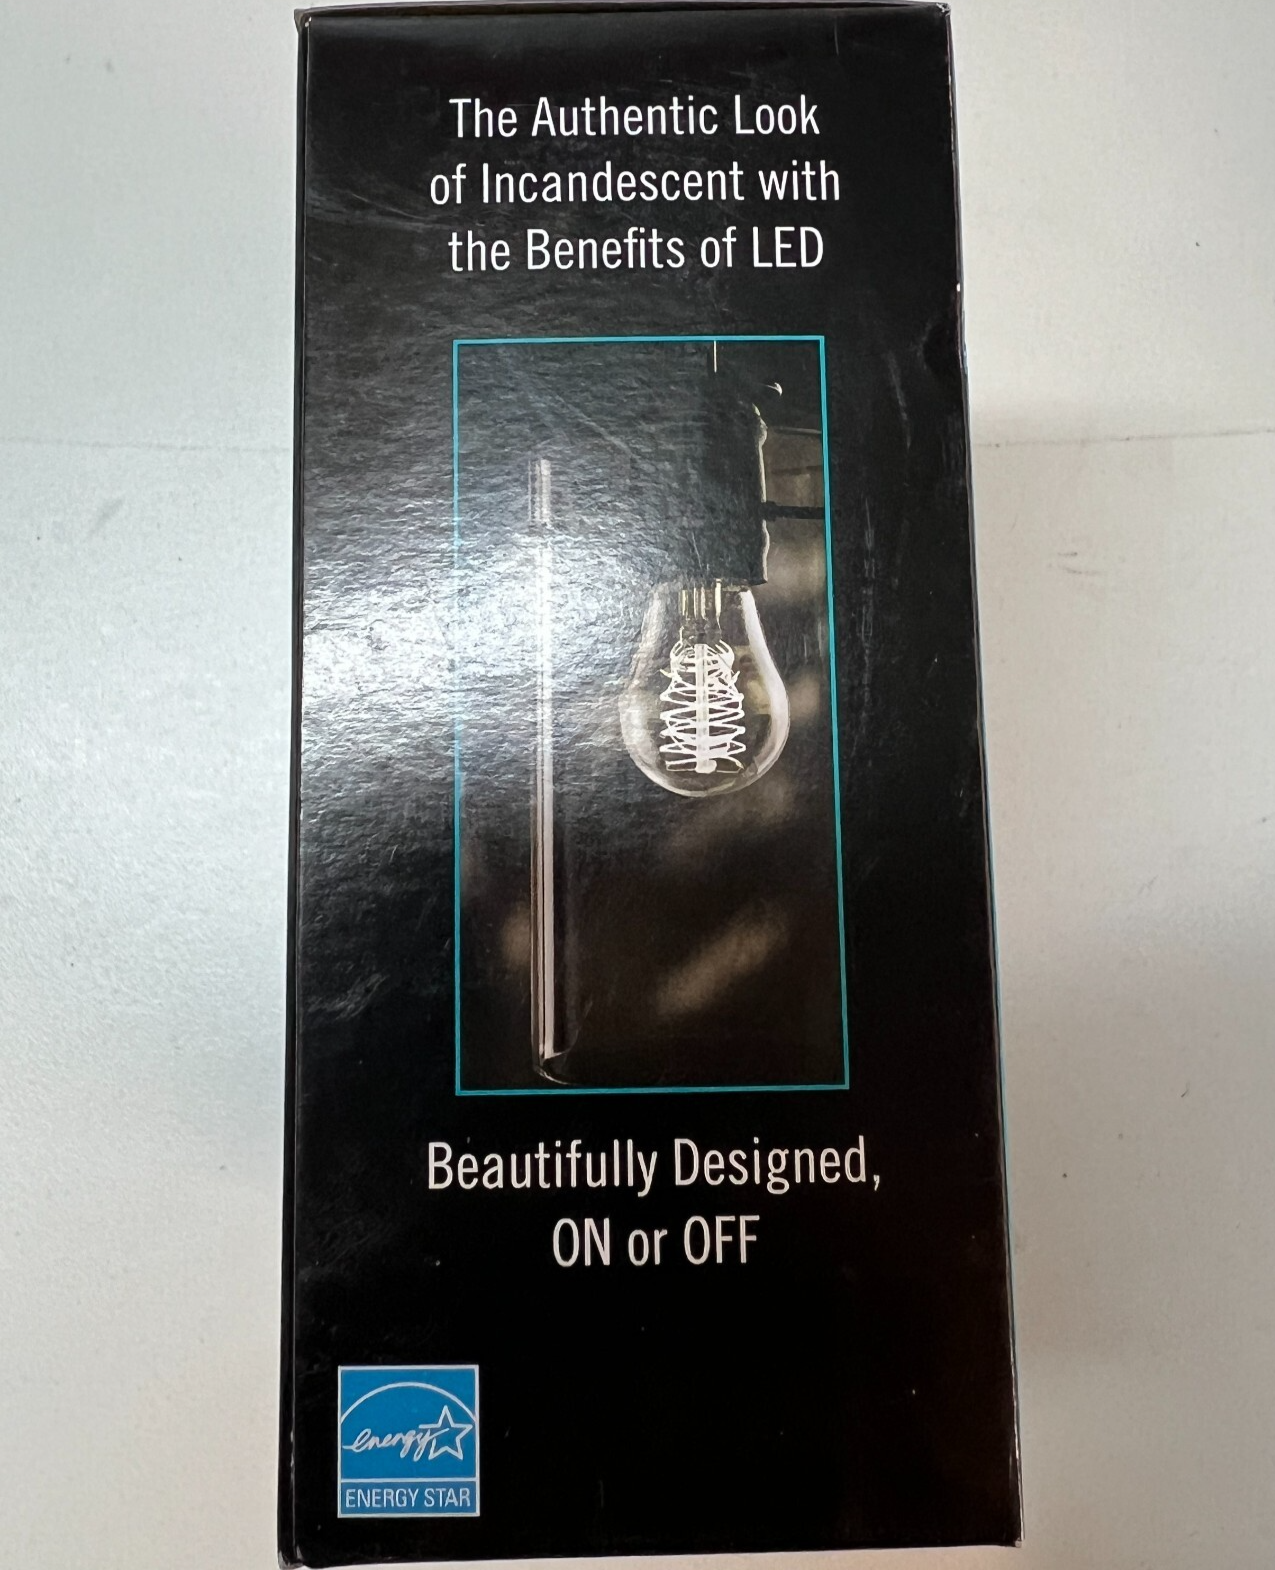 The Authentic Look
of Incandescent with
the Benefits of LED
Beautifully Designed,
ON or OFF
energy
ENERGY STAR